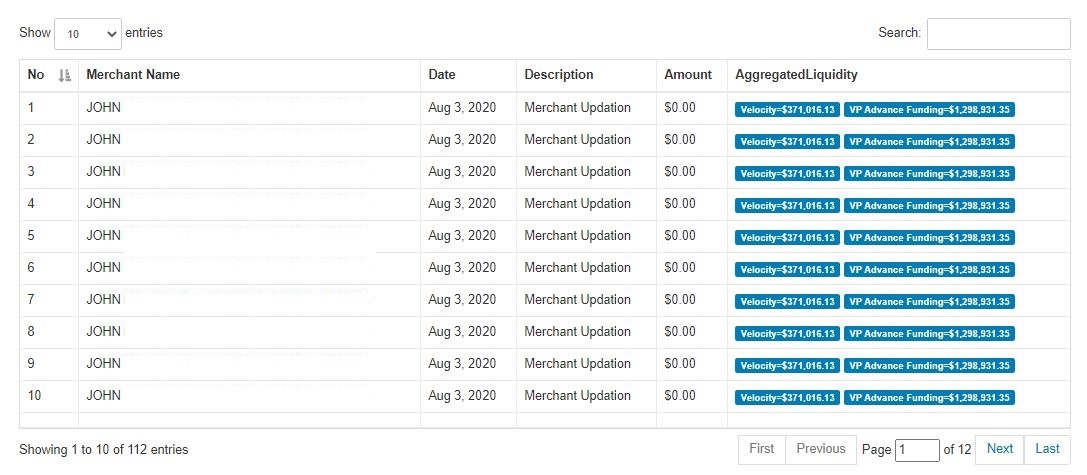 Show 10 entries Search:
No Merchant Name Date Description Amount AggregatedLiquidity
1 JOHN Aug 3, 2020 Merchant Updation $0.00 Velocity=$371,016.13 VP Advance Funding=$1,298,931.35
2 JOHN Aug 3, 2020 Merchant Updation $0.00 Velocity=$371,016.13 VP Advance Funding=$1,298,931.35
3 JOHN Aug 3, 2020 Merchant Updation $0.00 Velocity=$371,016.13 VP Advance Funding=$1,298,931.35
4 JOHN Aug 3, 2020 Merchant Updation $0.00 Velocity=$371,016.13 VP Advance Funding=$1,298,931.35
5 JOHN Aug 3, 2020 Merchant Updation $0.00 Velocity=$371,016.13 VP Advance Funding=$1,298,931.35
6 JOHN Aug 3, 2020 Merchant Updation $0.00 Velocity=$371,016.13 VP Advance Funding=$1,298,931.35
7 JOHN Aug 3, 2020 Merchant Updation $0.00 Velocity=$371,016.13 VP Advance Funding=$1,298,931.35
8 JOHN Aug 3, 2020 Merchant Updation $0.00 Velocity=$371,016.13 VP Advance Funding=$1,298,931.35
9 JOHN Aug 3, 2020 Merchant Updation $0.00 Velocity=$371,016.13 VP Advance Funding=$1,298,931.35
10 JOHN Aug 3, 2020 Merchant Updation $0.00 Velocity=$371,016.13 VP Advance Funding=$1,298,931.35
Showing 1 to 10 of 112 entries First Previous Page 1 of 12 Next Last